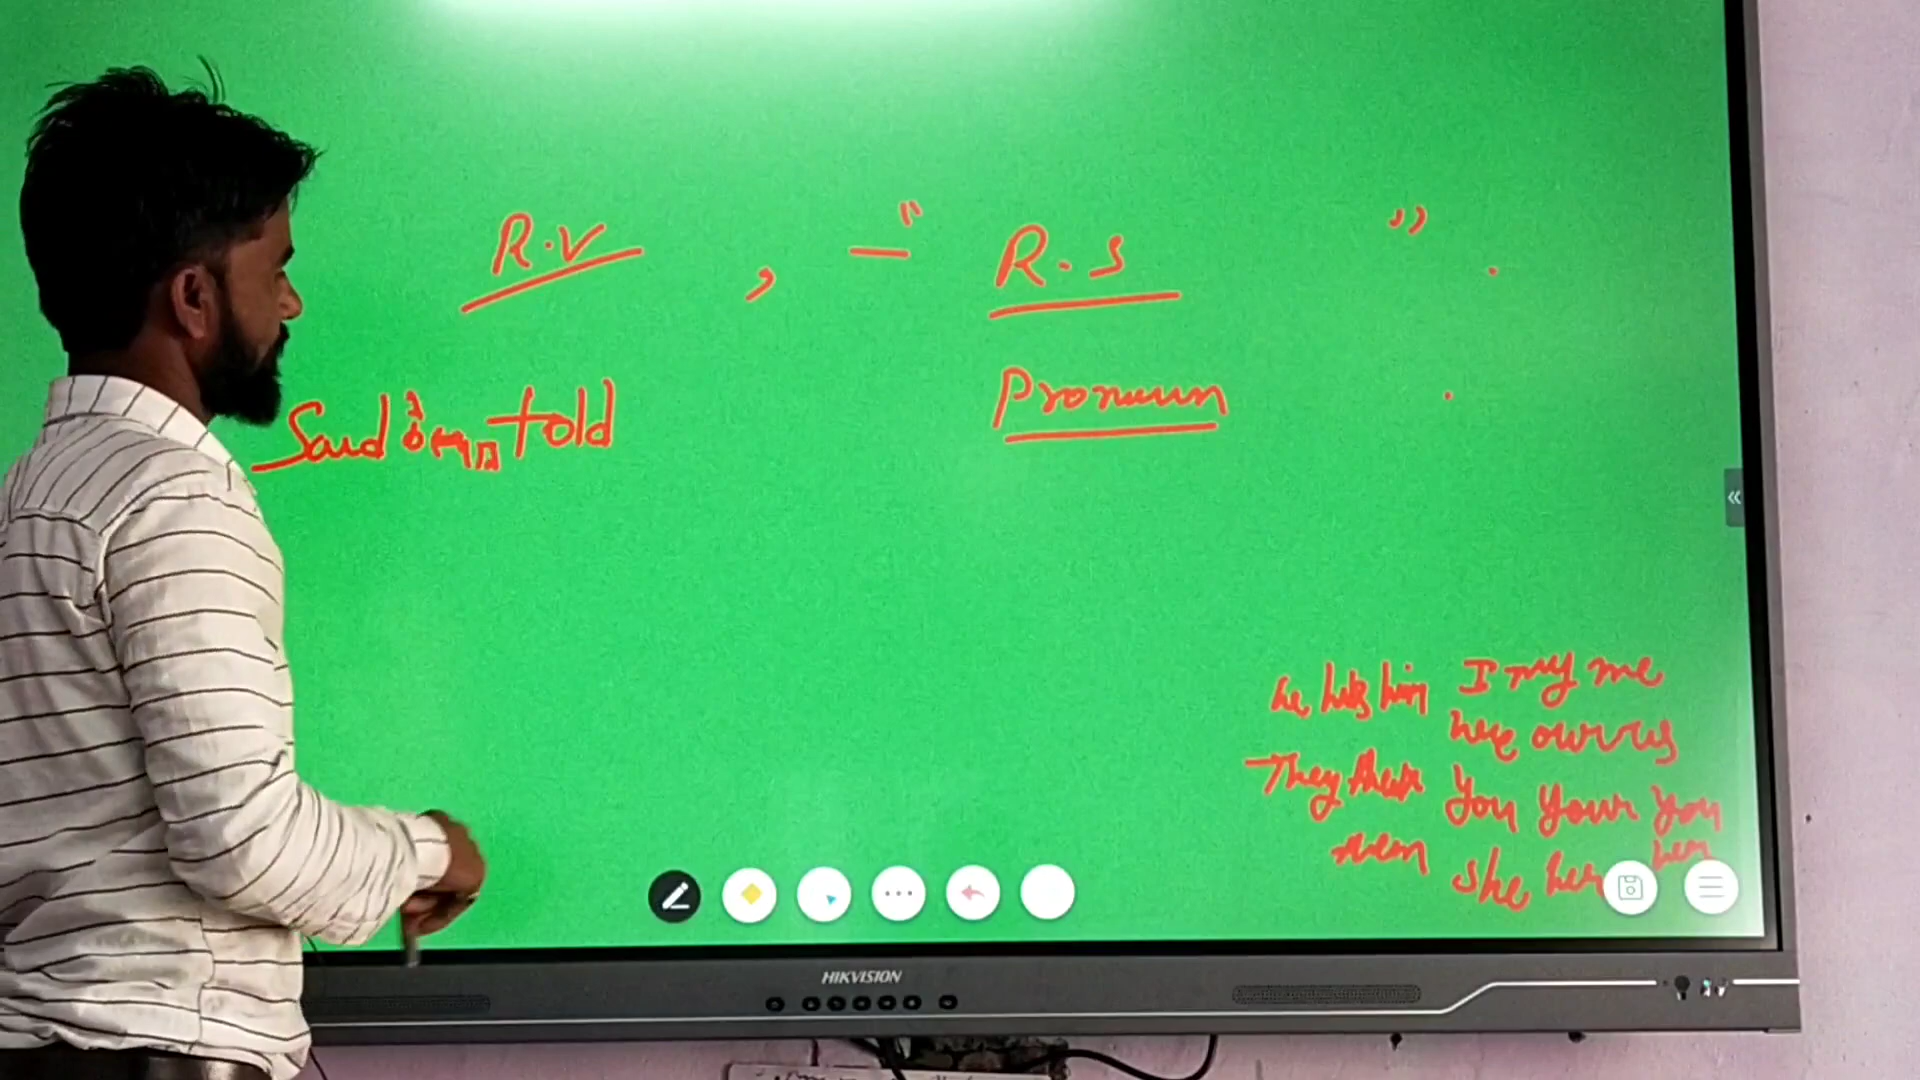 R.V , — " R.S " .
Said told
Pronoun .
he his him I my me
we our us
They their You Your You
them she her her
HIKVISION